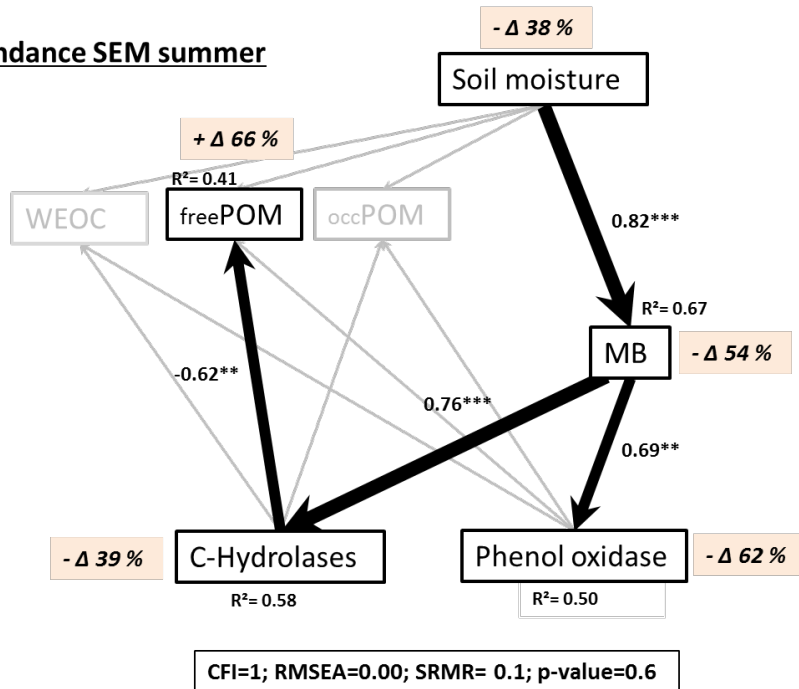 - Δ 38 %
ndance SEM summer
Soil moisture
+ Δ 66 %
R²= 0.41
WEOC
freePOM
occPOM
0.82***
R²= 0.67
MB
- Δ 54 %
-0.62**
0.76***
0.69**
- Δ 39 %
C-Hydrolases
Phenol oxidase
- Δ 62 %
R²= 0.58
R²= 0.50
CFI=1; RMSEA=0.00; SRMR= 0.1; p-value=0.6